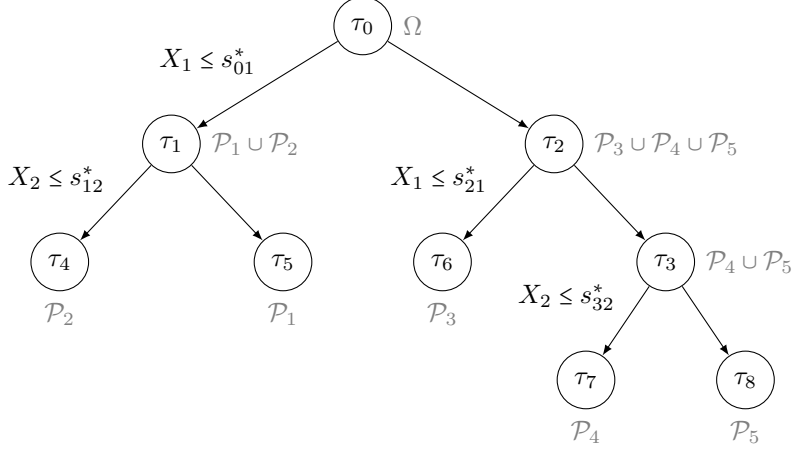 τ₀ Ω
X₁ ≤ s*₀₁
τ₁ 𝒫₁ ∪ 𝒫₂ τ₂ 𝒫₃ ∪ 𝒫₄ ∪ 𝒫₅
X₂ ≤ s*₁₂ X₁ ≤ s*₂₁
τ₄ τ₅ τ₆ τ₃ 𝒫₄ ∪ 𝒫₅
𝒫₂ 𝒫₁ 𝒫₃ X₂ ≤ s*₃₂
τ₇ τ₈
𝒫₄ 𝒫₅